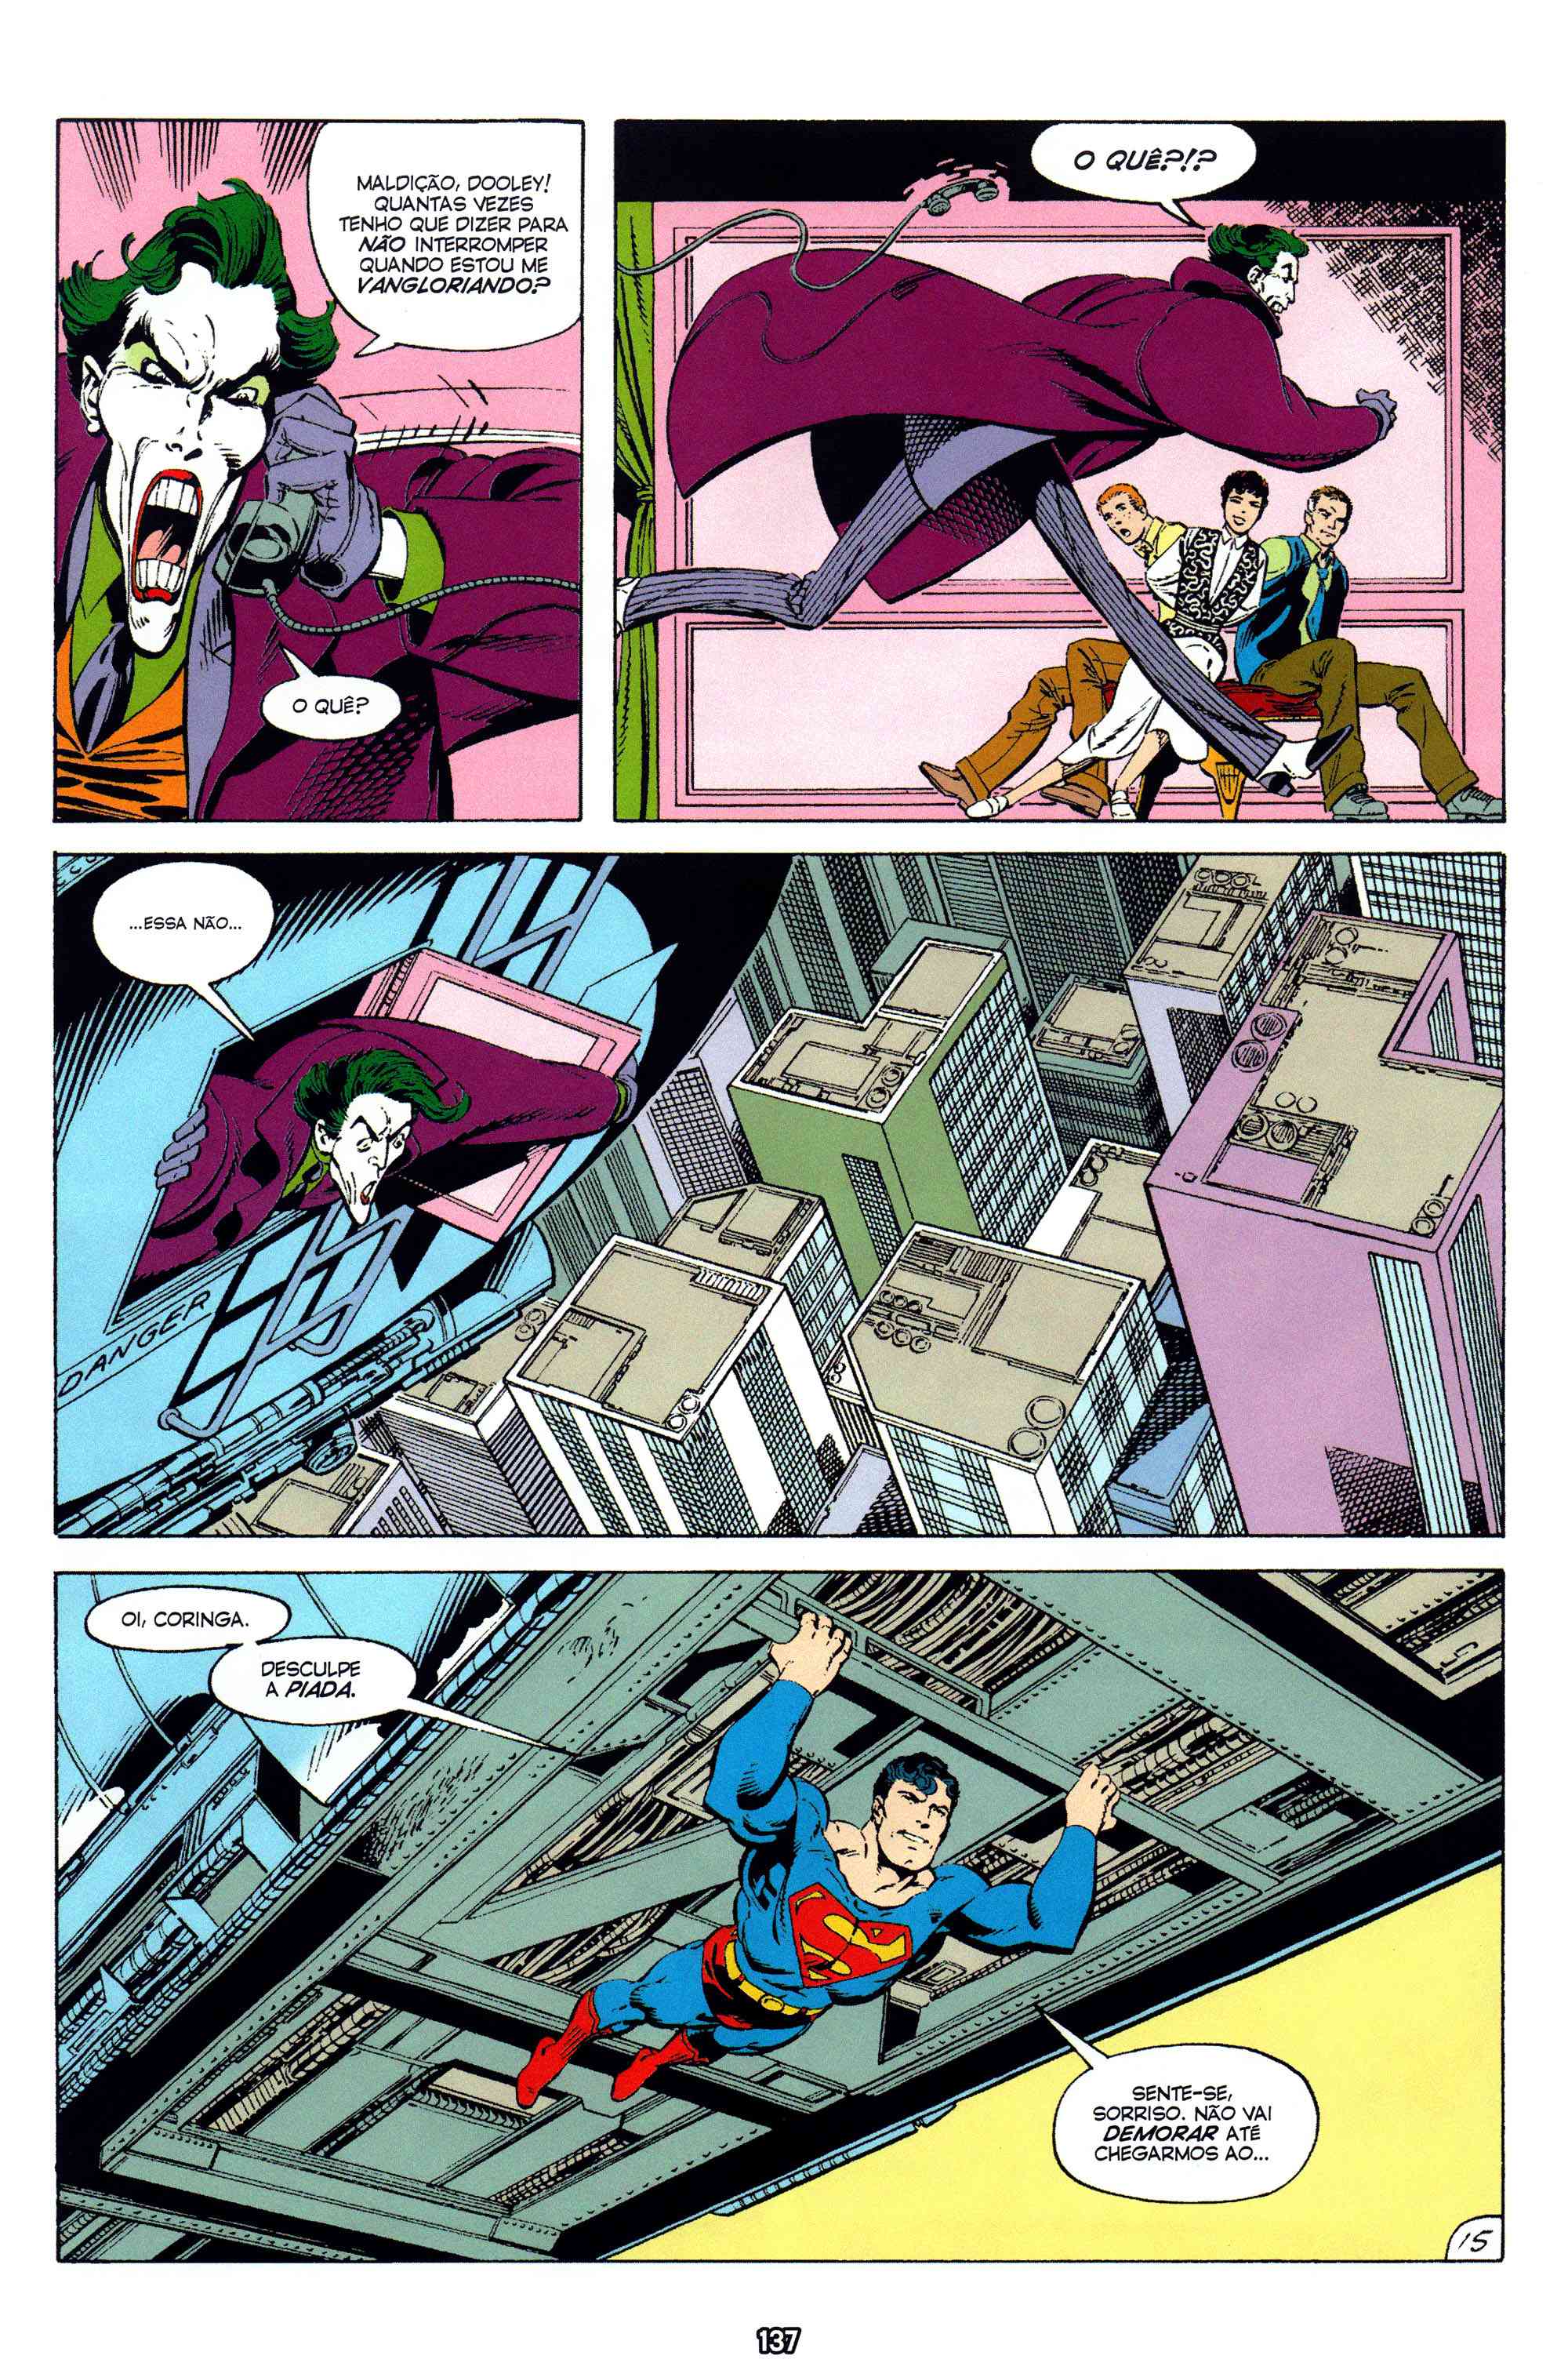 MALDIÇÃO, DOOLEY!
QUANTAS VEZES
TENHO QUE DIZER PARA
NÃO INTERROMPER
QUANDO ESTOU ME
VANGLORIANDO?
O QUÊ?
O QUÊ?!?
...ESSA NÃO...
DANGER
OI, CORINGA.
DESCULPE
A PIADA.
SENTE-SE,
SORRISO. NÃO VAI
DEMORAR ATÉ
CHEGARMOS AO...
15
137